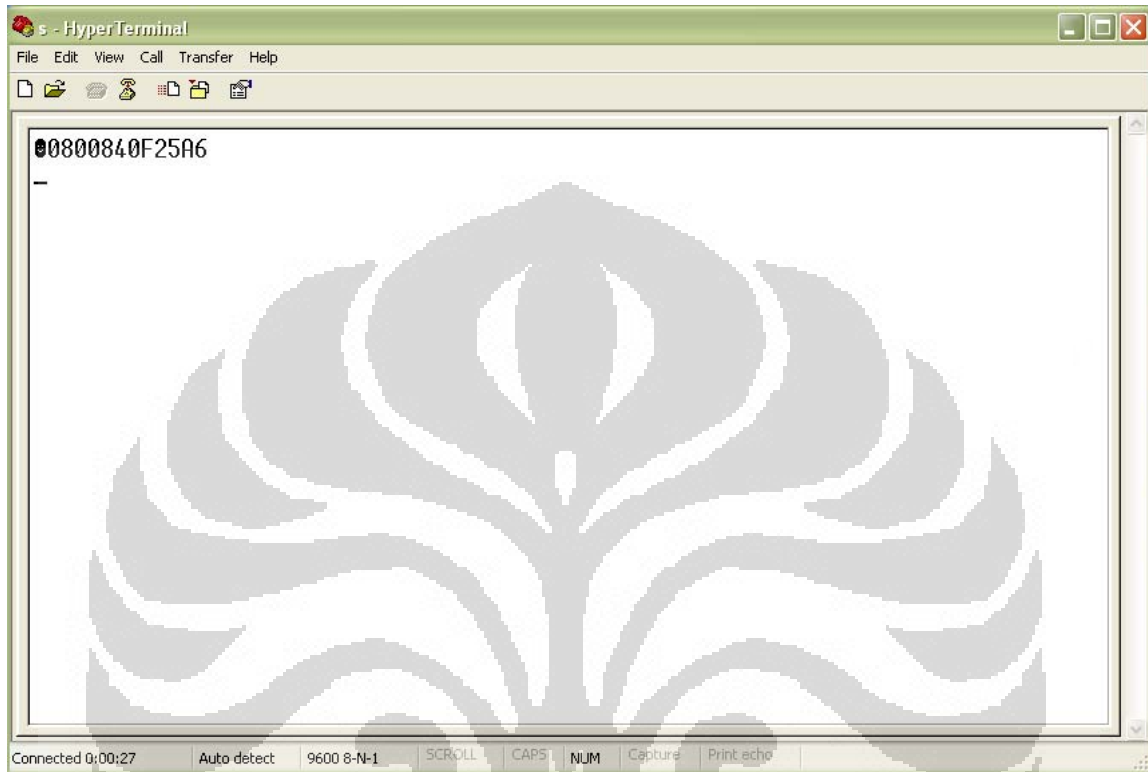 s - HyperTerminal
File Edit View Call Transfer Help
☻0800840F25A6
_
Connected 0:00:27 Auto detect 9600 8-N-1 SCROLL CAPS NUM Capture Print echo